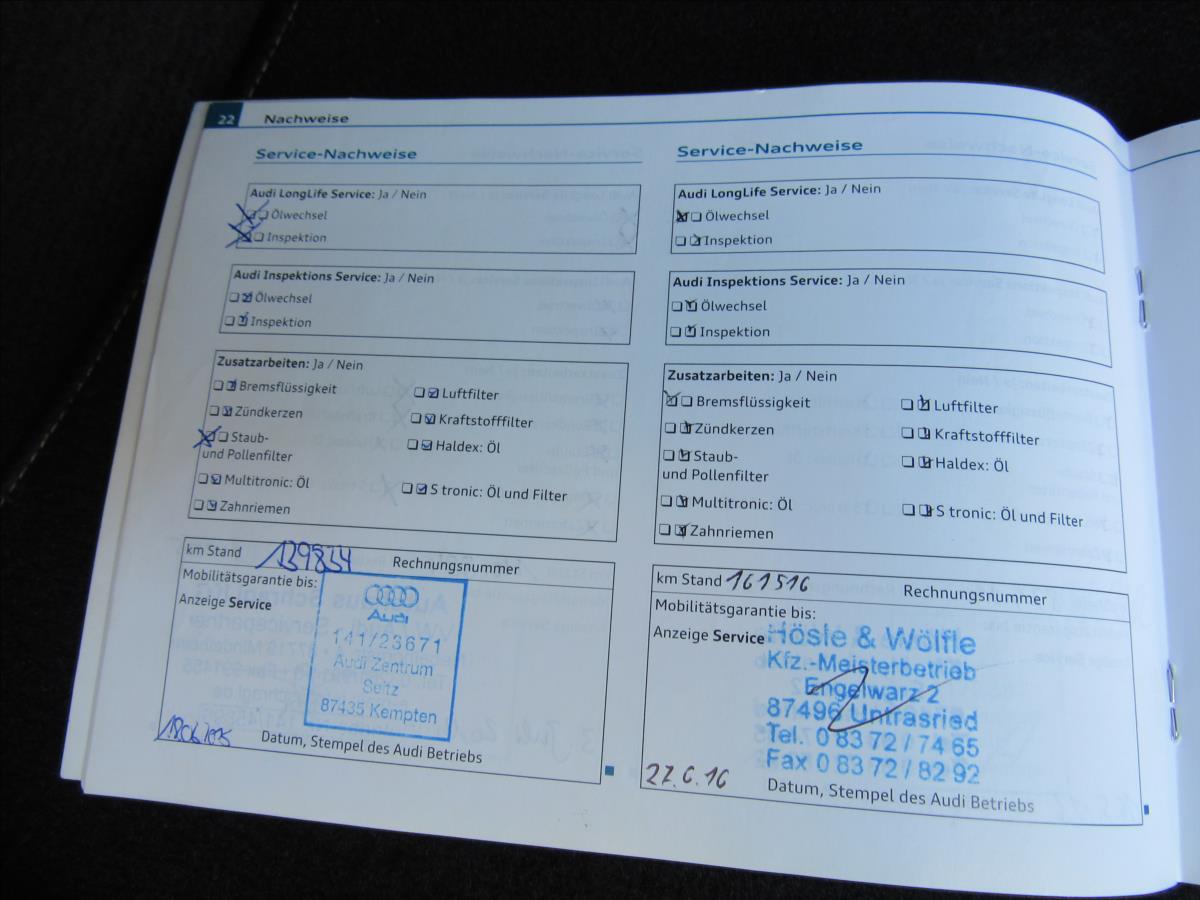 22 Nachweise
Service-Nachweise
Audi LongLife Service: Ja / Nein
Ölwechsel
Inspektion
Audi Inspektions Service: Ja / Nein
Ölwechsel
Inspektion
Zusatzarbeiten: Ja / Nein
Bremsflüssigkeit
Luftfilter
Zündkerzen
Kraftstofffilter
Staub-
und Pollenfilter
Haldex: Öl
Multitronic: Öl
S tronic: Öl und Filter
Zahnriemen
km Stand 139834 Rechnungsnummer
Mobilitätsgarantie bis:
Anzeige Service
Audi
141/23671
Audi Zentrum
Seitz
87435 Kempten
Datum, Stempel des Audi Betriebs
Service-Nachweise
Audi LongLife Service: Ja / Nein
Ölwechsel
Inspektion
Audi Inspektions Service: Ja / Nein
Ölwechsel
Inspektion
Zusatzarbeiten: Ja / Nein
Bremsflüssigkeit
Luftfilter
Zündkerzen
Kraftstofffilter
Staub-
und Pollenfilter
Haldex: Öl
Multitronic: Öl
S tronic: Öl und Filter
Zahnriemen
km Stand 161516 Rechnungsnummer
Mobilitätsgarantie bis:
Anzeige Service
Hösle & Wölfle
Kfz.-Meisterbetrieb
Engelwarz 2
87496 Untrasried
Tel. 0 83 72 / 74 65
Fax 0 83 72 / 82 92
27.6.16
Datum, Stempel des Audi Betriebs